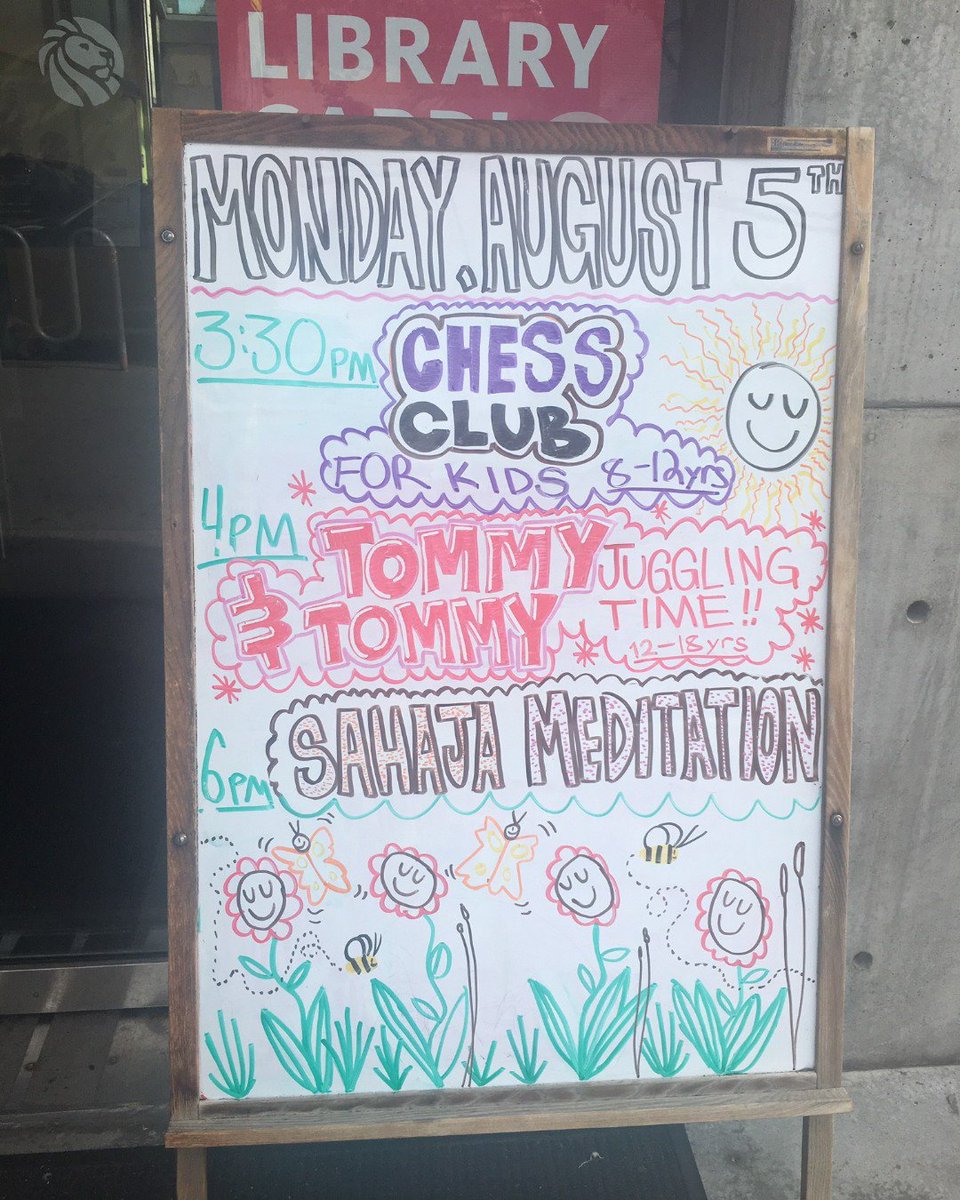 LIBRARY
MONDAY, AUGUST 5TH
3:30PM
CHESS
CLUB
FOR KIDS 8-12yrs
4PM
TOMMY
& TOMMY
JUGGLING
TIME!!
12-18yrs
6PM
SAHAJA MEDITATION